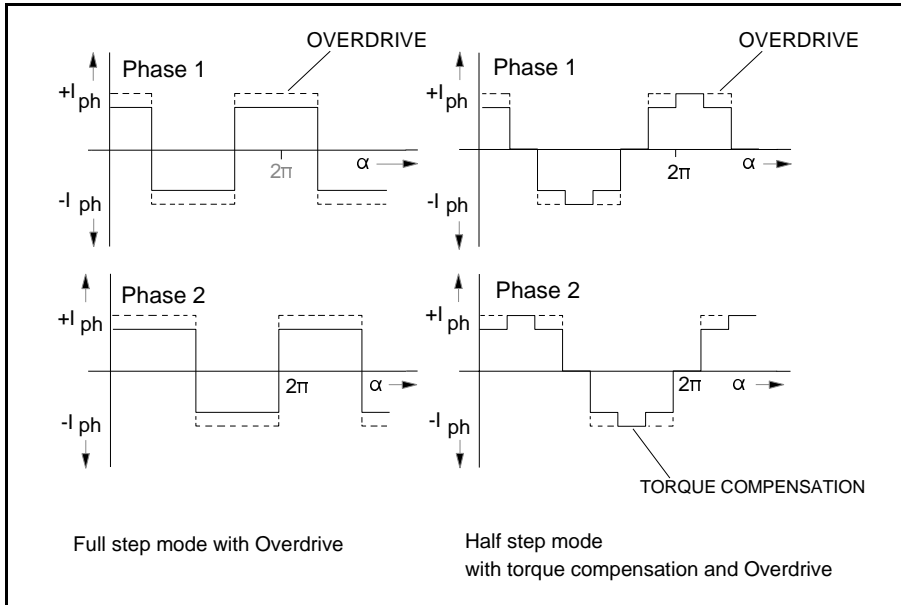 OVERDRIVE
Phase 1
+I ph
α
2π
-I ph
Phase 2
+I ph
2π
α
-I ph
Full step mode with Overdrive
OVERDRIVE
Phase 1
+I ph
α
2π
-I ph
Phase 2
+I ph
2π
α
-I ph
TORQUE COMPENSATION
Half step mode
with torque compensation and Overdrive